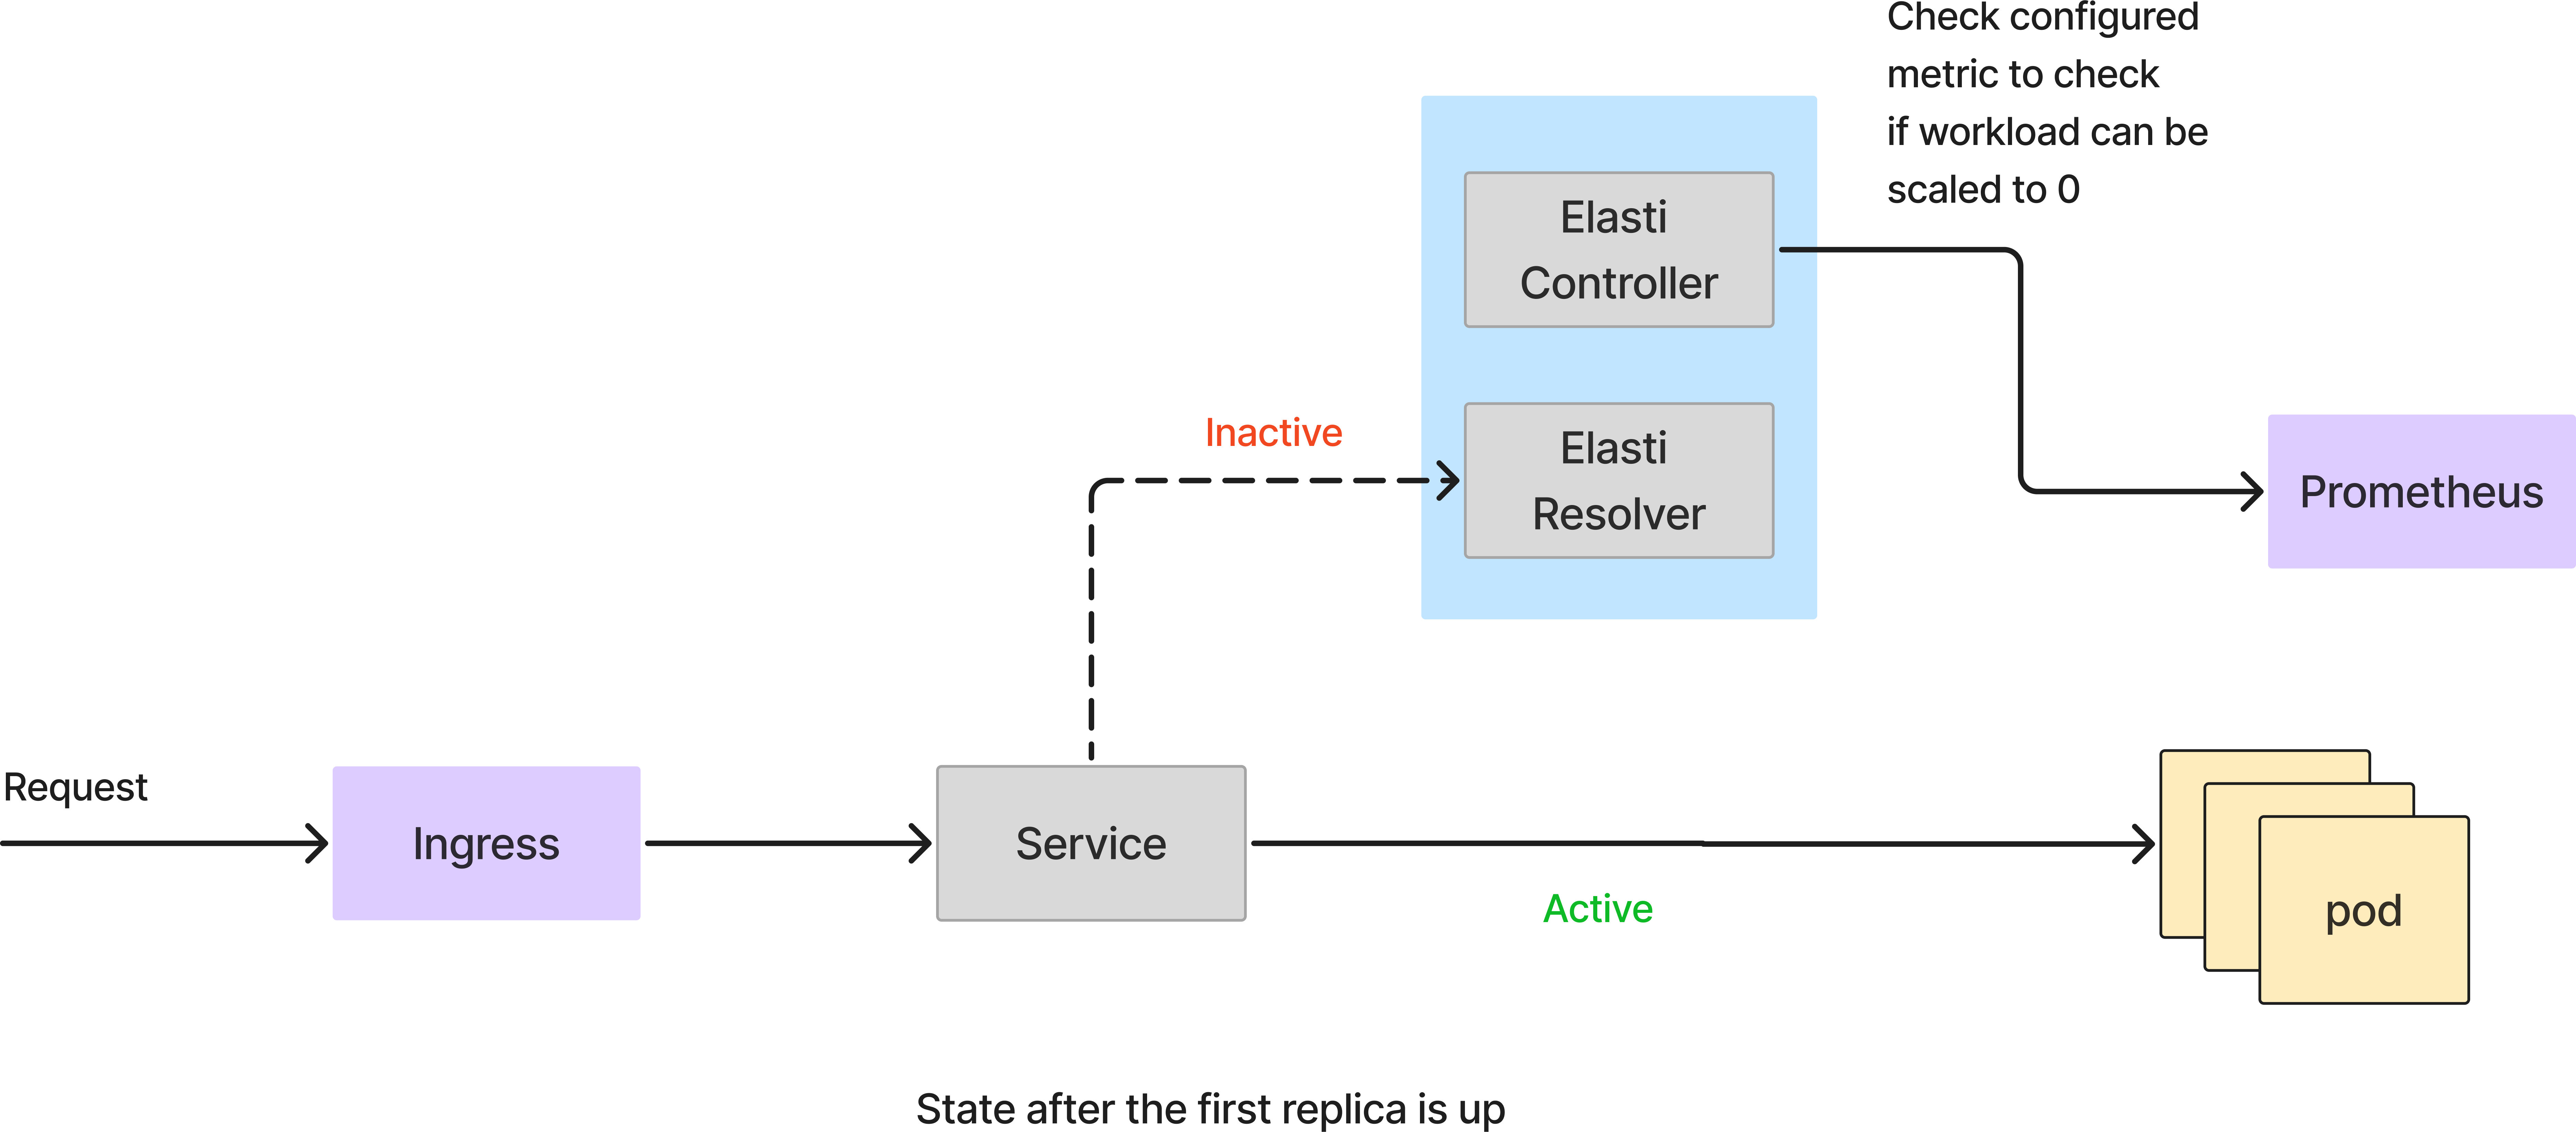 Check configured
metric to check
if workload can be
scaled to 0
Elasti
Controller
Inactive
Elasti
Resolver
Prometheus
Request
Ingress
Service
Active
pod
State after the first replica is up